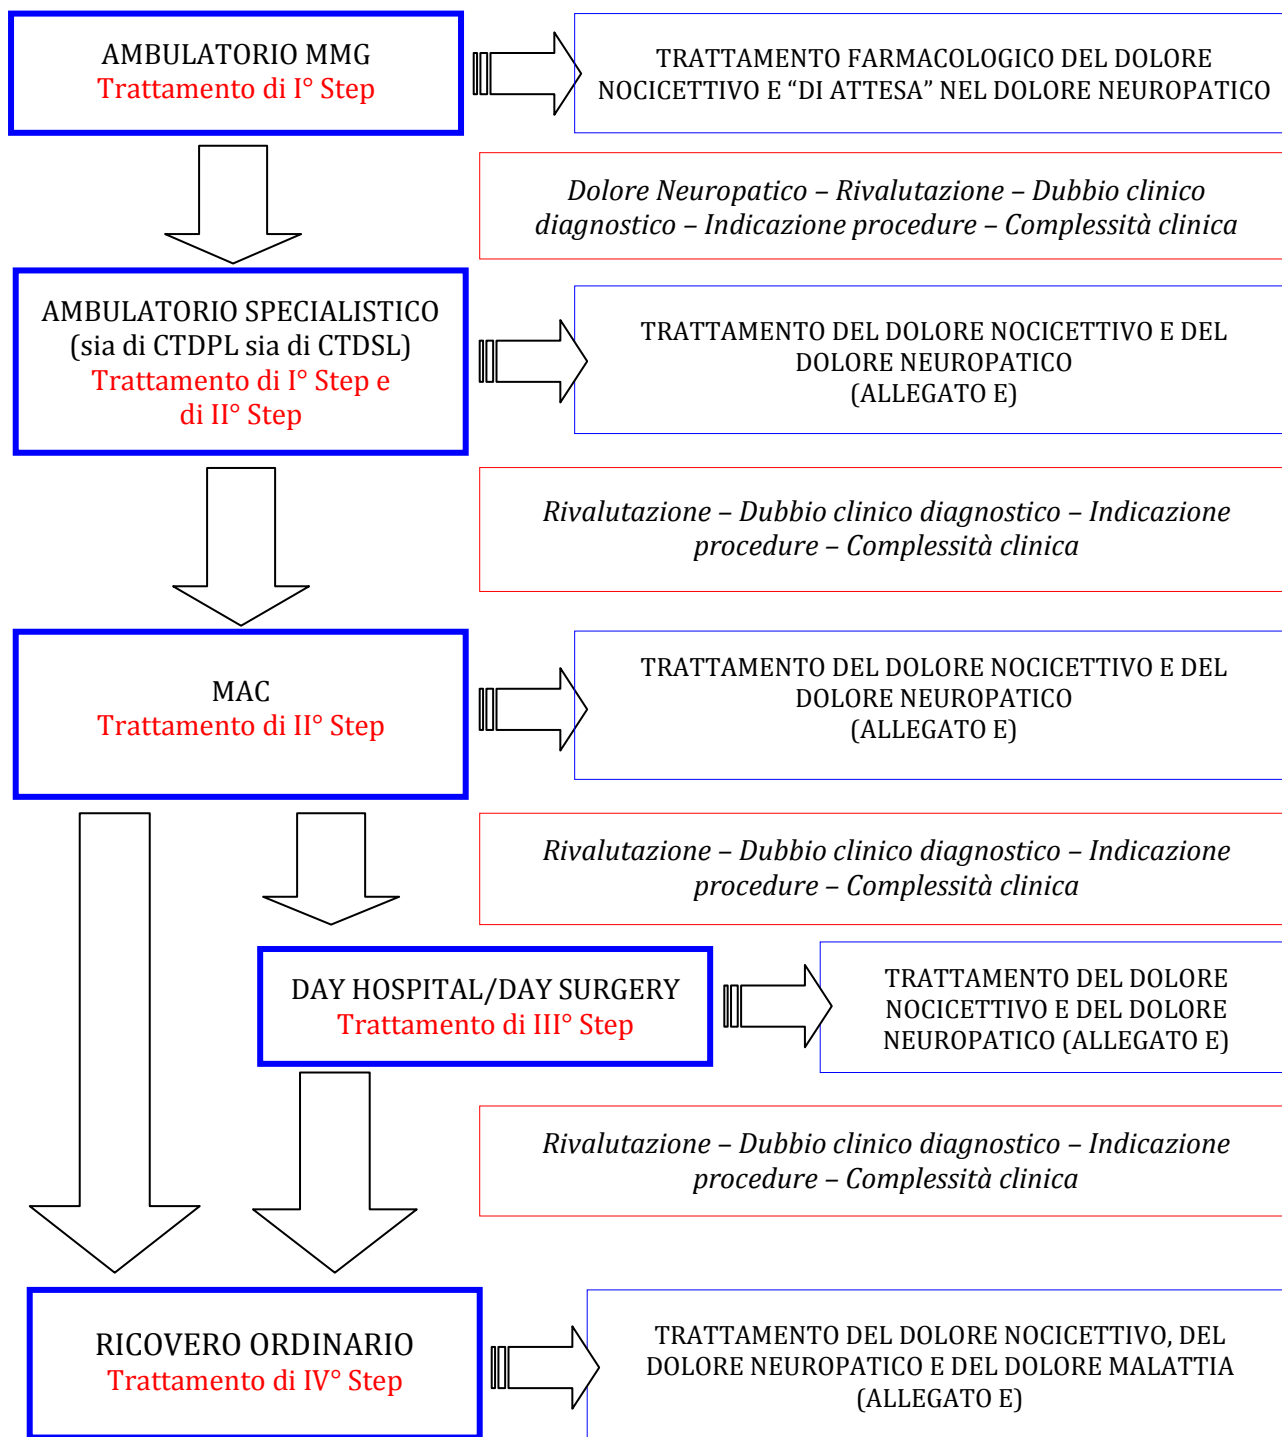 AMBULATORIO MMG
Trattamento di I° Step
TRATTAMENTO FARMACOLOGICO DEL DOLORE
NOCICETTIVO E “DI ATTESA” NEL DOLORE NEUROPATICO
Dolore Neuropatico – Rivalutazione – Dubbio clinico
diagnostico – Indicazione procedure – Complessità clinica
AMBULATORIO SPECIALISTICO
(sia di CTDPL sia di CTDSL)
Trattamento di I° Step e
di II° Step
TRATTAMENTO DEL DOLORE NOCICETTIVO E DEL
DOLORE NEUROPATICO
(ALLEGATO E)
Rivalutazione – Dubbio clinico diagnostico – Indicazione
procedure – Complessità clinica
MAC
Trattamento di II° Step
TRATTAMENTO DEL DOLORE NOCICETTIVO E DEL
DOLORE NEUROPATICO
(ALLEGATO E)
Rivalutazione – Dubbio clinico diagnostico – Indicazione
procedure – Complessità clinica
DAY HOSPITAL/DAY SURGERY
Trattamento di III° Step
TRATTAMENTO DEL DOLORE
NOCICETTIVO E DEL DOLORE
NEUROPATICO (ALLEGATO E)
Rivalutazione – Dubbio clinico diagnostico – Indicazione
procedure – Complessità clinica
RICOVERO ORDINARIO
Trattamento di IV° Step
TRATTAMENTO DEL DOLORE NOCICETTIVO, DEL
DOLORE NEUROPATICO E DEL DOLORE MALATTIA
(ALLEGATO E)